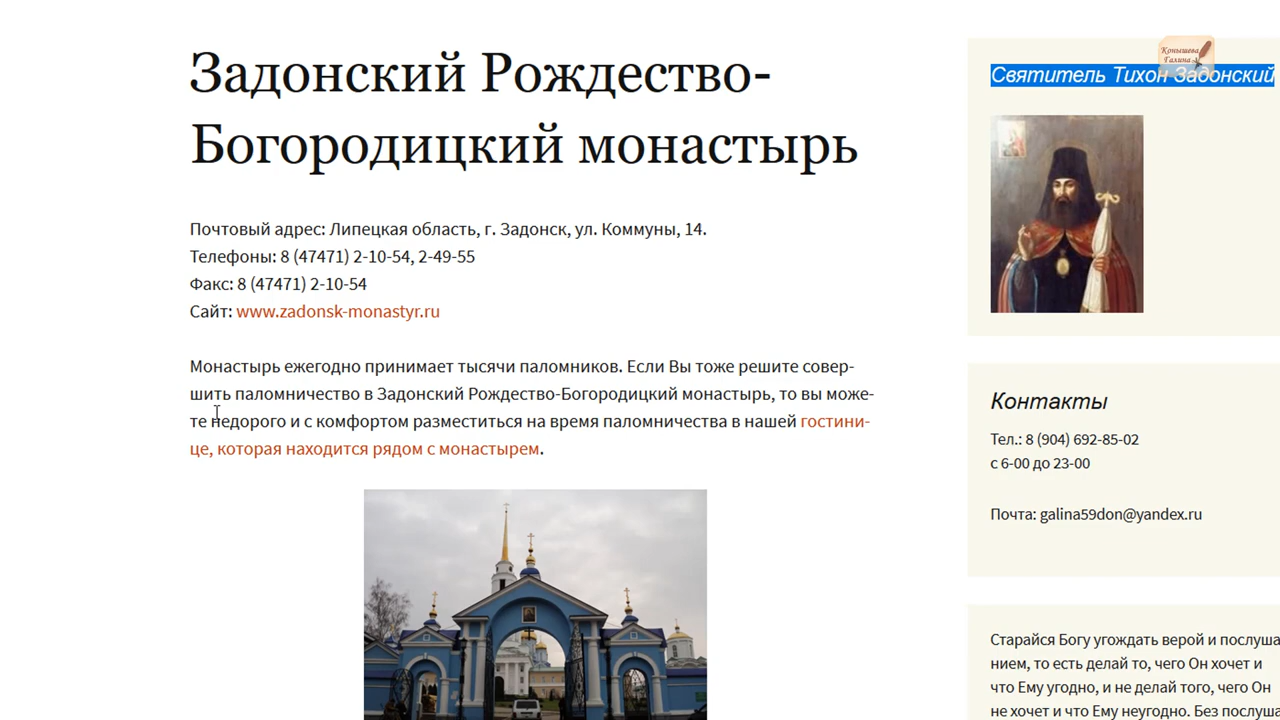 Задонский Рождество-
Богородицкий монастырь
Почтовый адрес: Липецкая область, г. Задонск, ул. Коммуны, 14.
Телефоны: 8 (47471) 2-10-54, 2-49-55
Факс: 8 (47471) 2-10-54
Сайт: www.zadonsk-monastyr.ru
Монастырь ежегодно принимает тысячи паломников. Если Вы тоже решите совер-
шить паломничество в Задонский Рождество-Богородицкий монастырь, то вы може-
те недорого и с комфортом разместиться на время паломничества в нашей гостини-
це, которая находится рядом с монастырем.
Конышева
Галина
Святитель Тихон Задонский
Контакты
Тел.: 8 (904) 692-85-02
с 6-00 до 23-00
Почта: galina59don@yandex.ru
Старайся Богу угождать верой и послуша
нием, то есть делай то, чего Он хочет и
что Ему угодно, и не делай того, чего Он
не хочет и что Ему неугодно. Без послуша